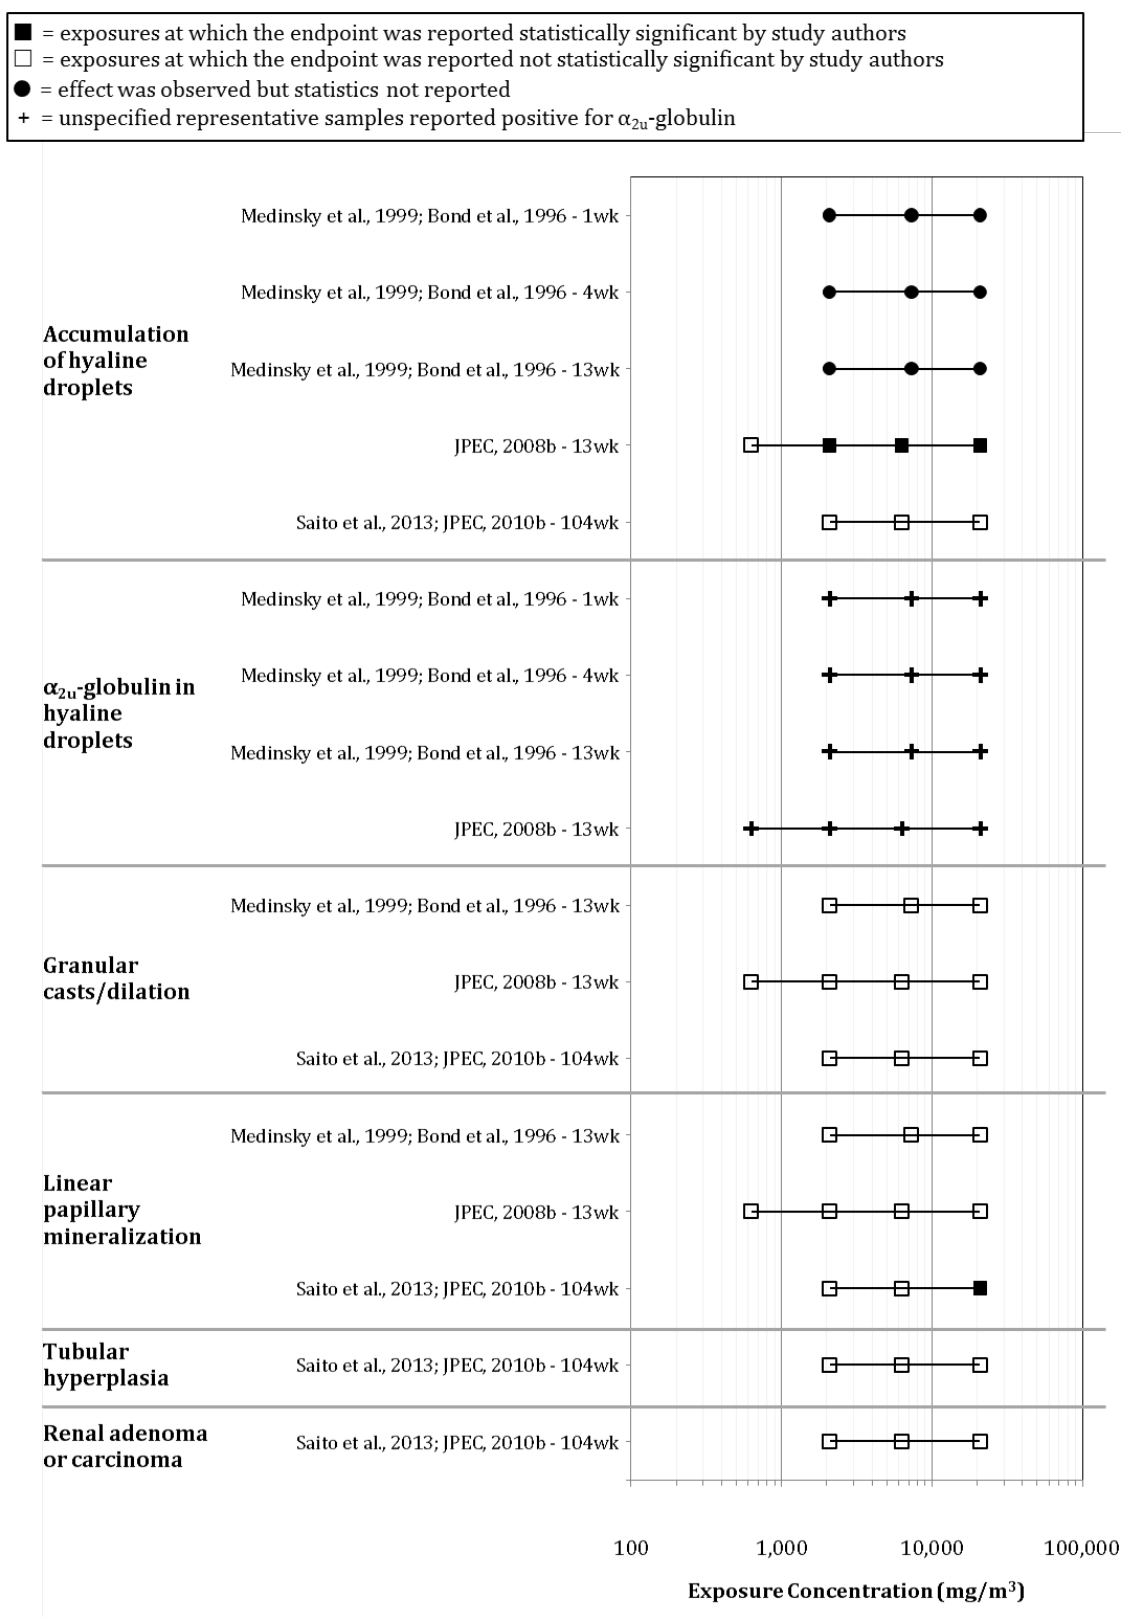 ■ = exposures at which the endpoint was reported statistically significant by study authors
□ = exposures at which the endpoint was reported not statistically significant by study authors
● = effect was observed but statistics not reported
+ = unspecified representative samples reported positive for α2u-globulin
Accumulation
of hyaline
droplets
Medinsky et al., 1999; Bond et al., 1996 - 1wk
Medinsky et al., 1999; Bond et al., 1996 - 4wk
Medinsky et al., 1999; Bond et al., 1996 - 13wk
JPEC, 2008b - 13wk
Saito et al., 2013; JPEC, 2010b - 104wk
α2u-globulin in
hyaline
droplets
Medinsky et al., 1999; Bond et al., 1996 - 1wk
Medinsky et al., 1999; Bond et al., 1996 - 4wk
Medinsky et al., 1999; Bond et al., 1996 - 13wk
JPEC, 2008b - 13wk
Granular
casts/dilation
Medinsky et al., 1999; Bond et al., 1996 - 13wk
JPEC, 2008b - 13wk
Saito et al., 2013; JPEC, 2010b - 104wk
Linear
papillary
mineralization
Medinsky et al., 1999; Bond et al., 1996 - 13wk
JPEC, 2008b - 13wk
Saito et al., 2013; JPEC, 2010b - 104wk
Tubular
hyperplasia
Saito et al., 2013; JPEC, 2010b - 104wk
Renal adenoma
or carcinoma
Saito et al., 2013; JPEC, 2010b - 104wk
100 1,000 10,000 100,000
Exposure Concentration (mg/m³)